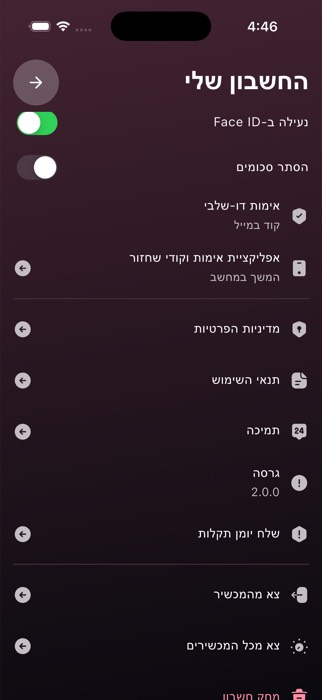 4:46
החשבון שלי
נעילה ב-Face ID
הסתר סכומים
אימות דו-שלבי
קוד במייל
אפליקציית אימות וקודי שחזור
המשך במחשב
מדיניות הפרטיות
תנאי השימוש
תמיכה
24
גרסה
2.0.0
שלח יומן תקלות
צא מהמכשיר
צא מכל המכשירים
מחק חשבון